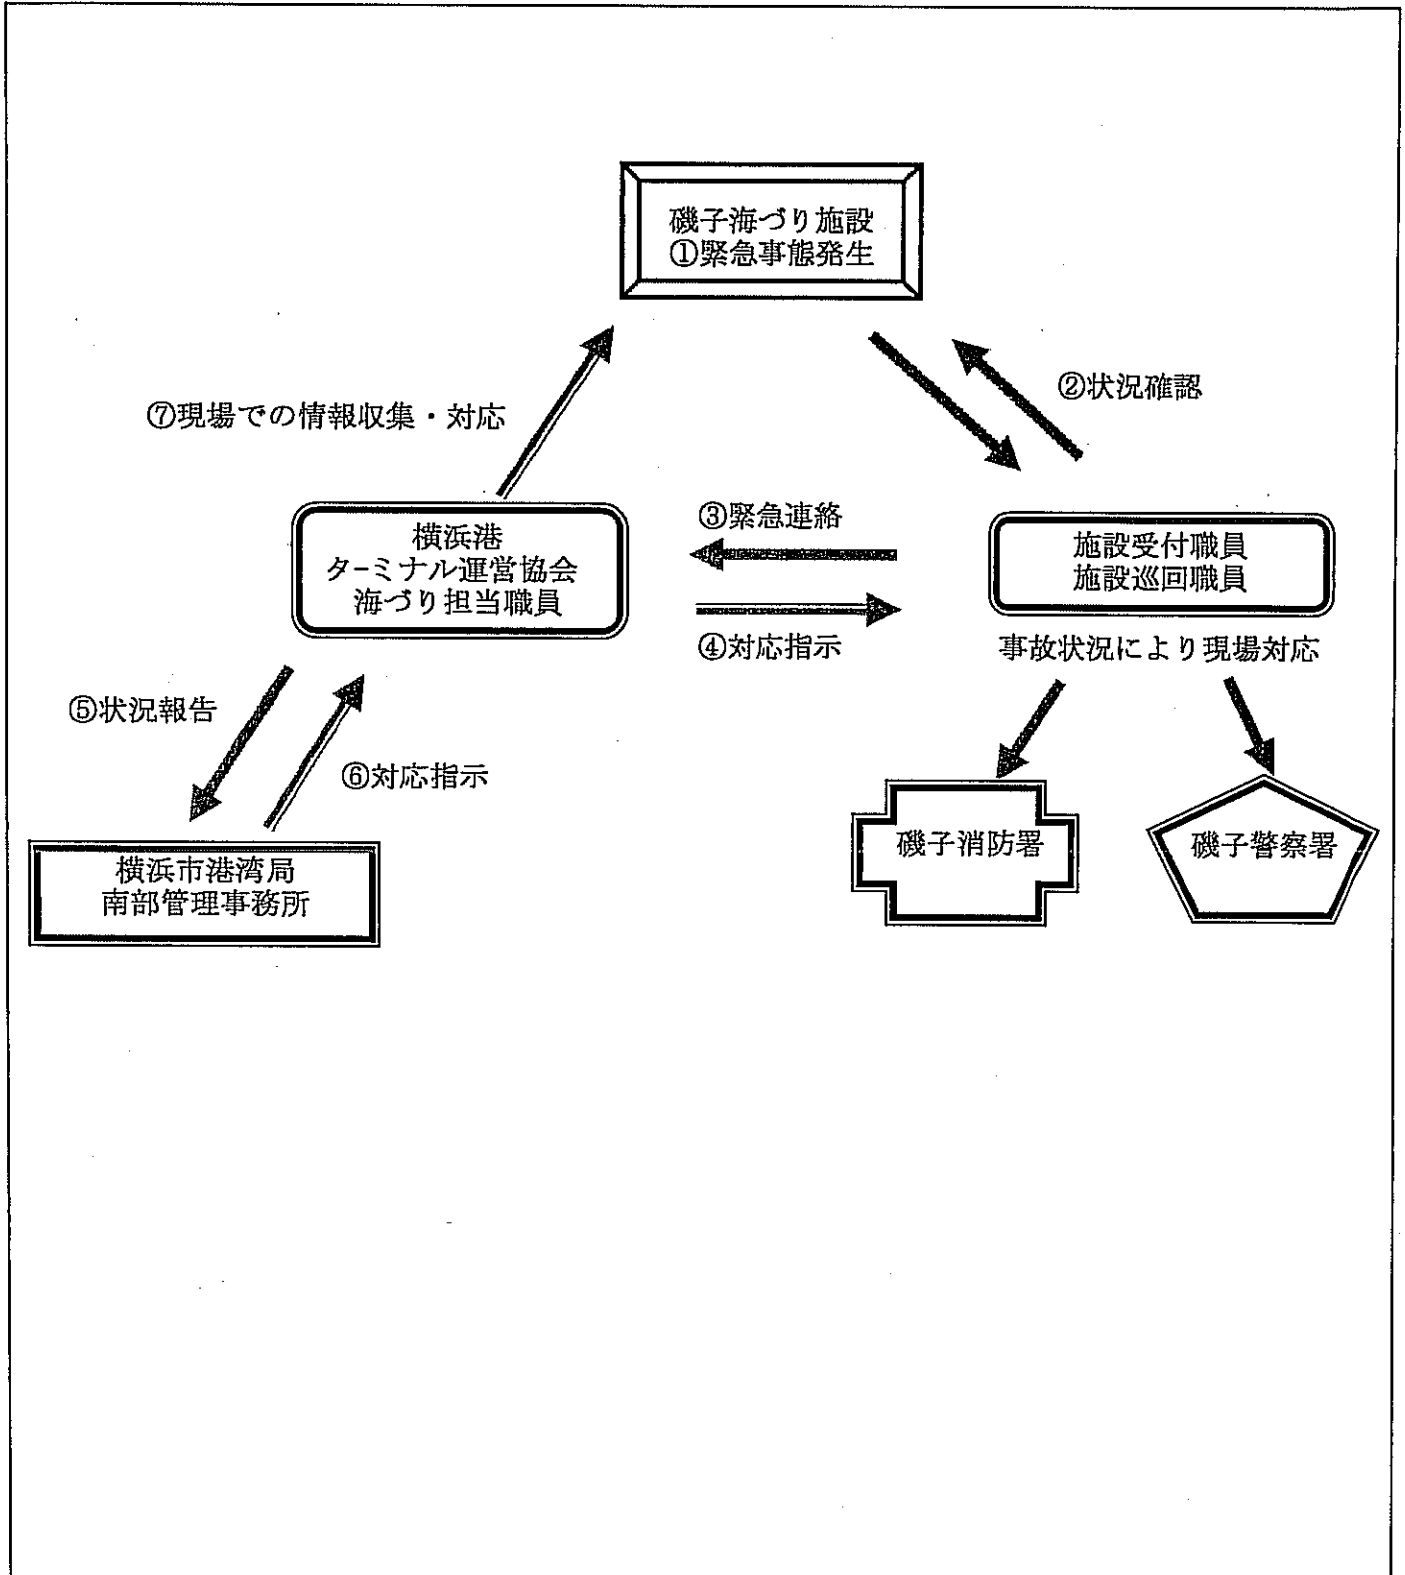 磯子海づり施設
①緊急事態発生
②状況確認
⑦現場での情報収集・対応
③緊急連絡
横浜港
ターミナル運営協会
海づり担当職員
施設受付職員
施設巡回職員
④対応指示
事故状況により現場対応
⑤状況報告
⑥対応指示
磯子消防署
磯子警察署
横浜市港湾局
南部管理事務所